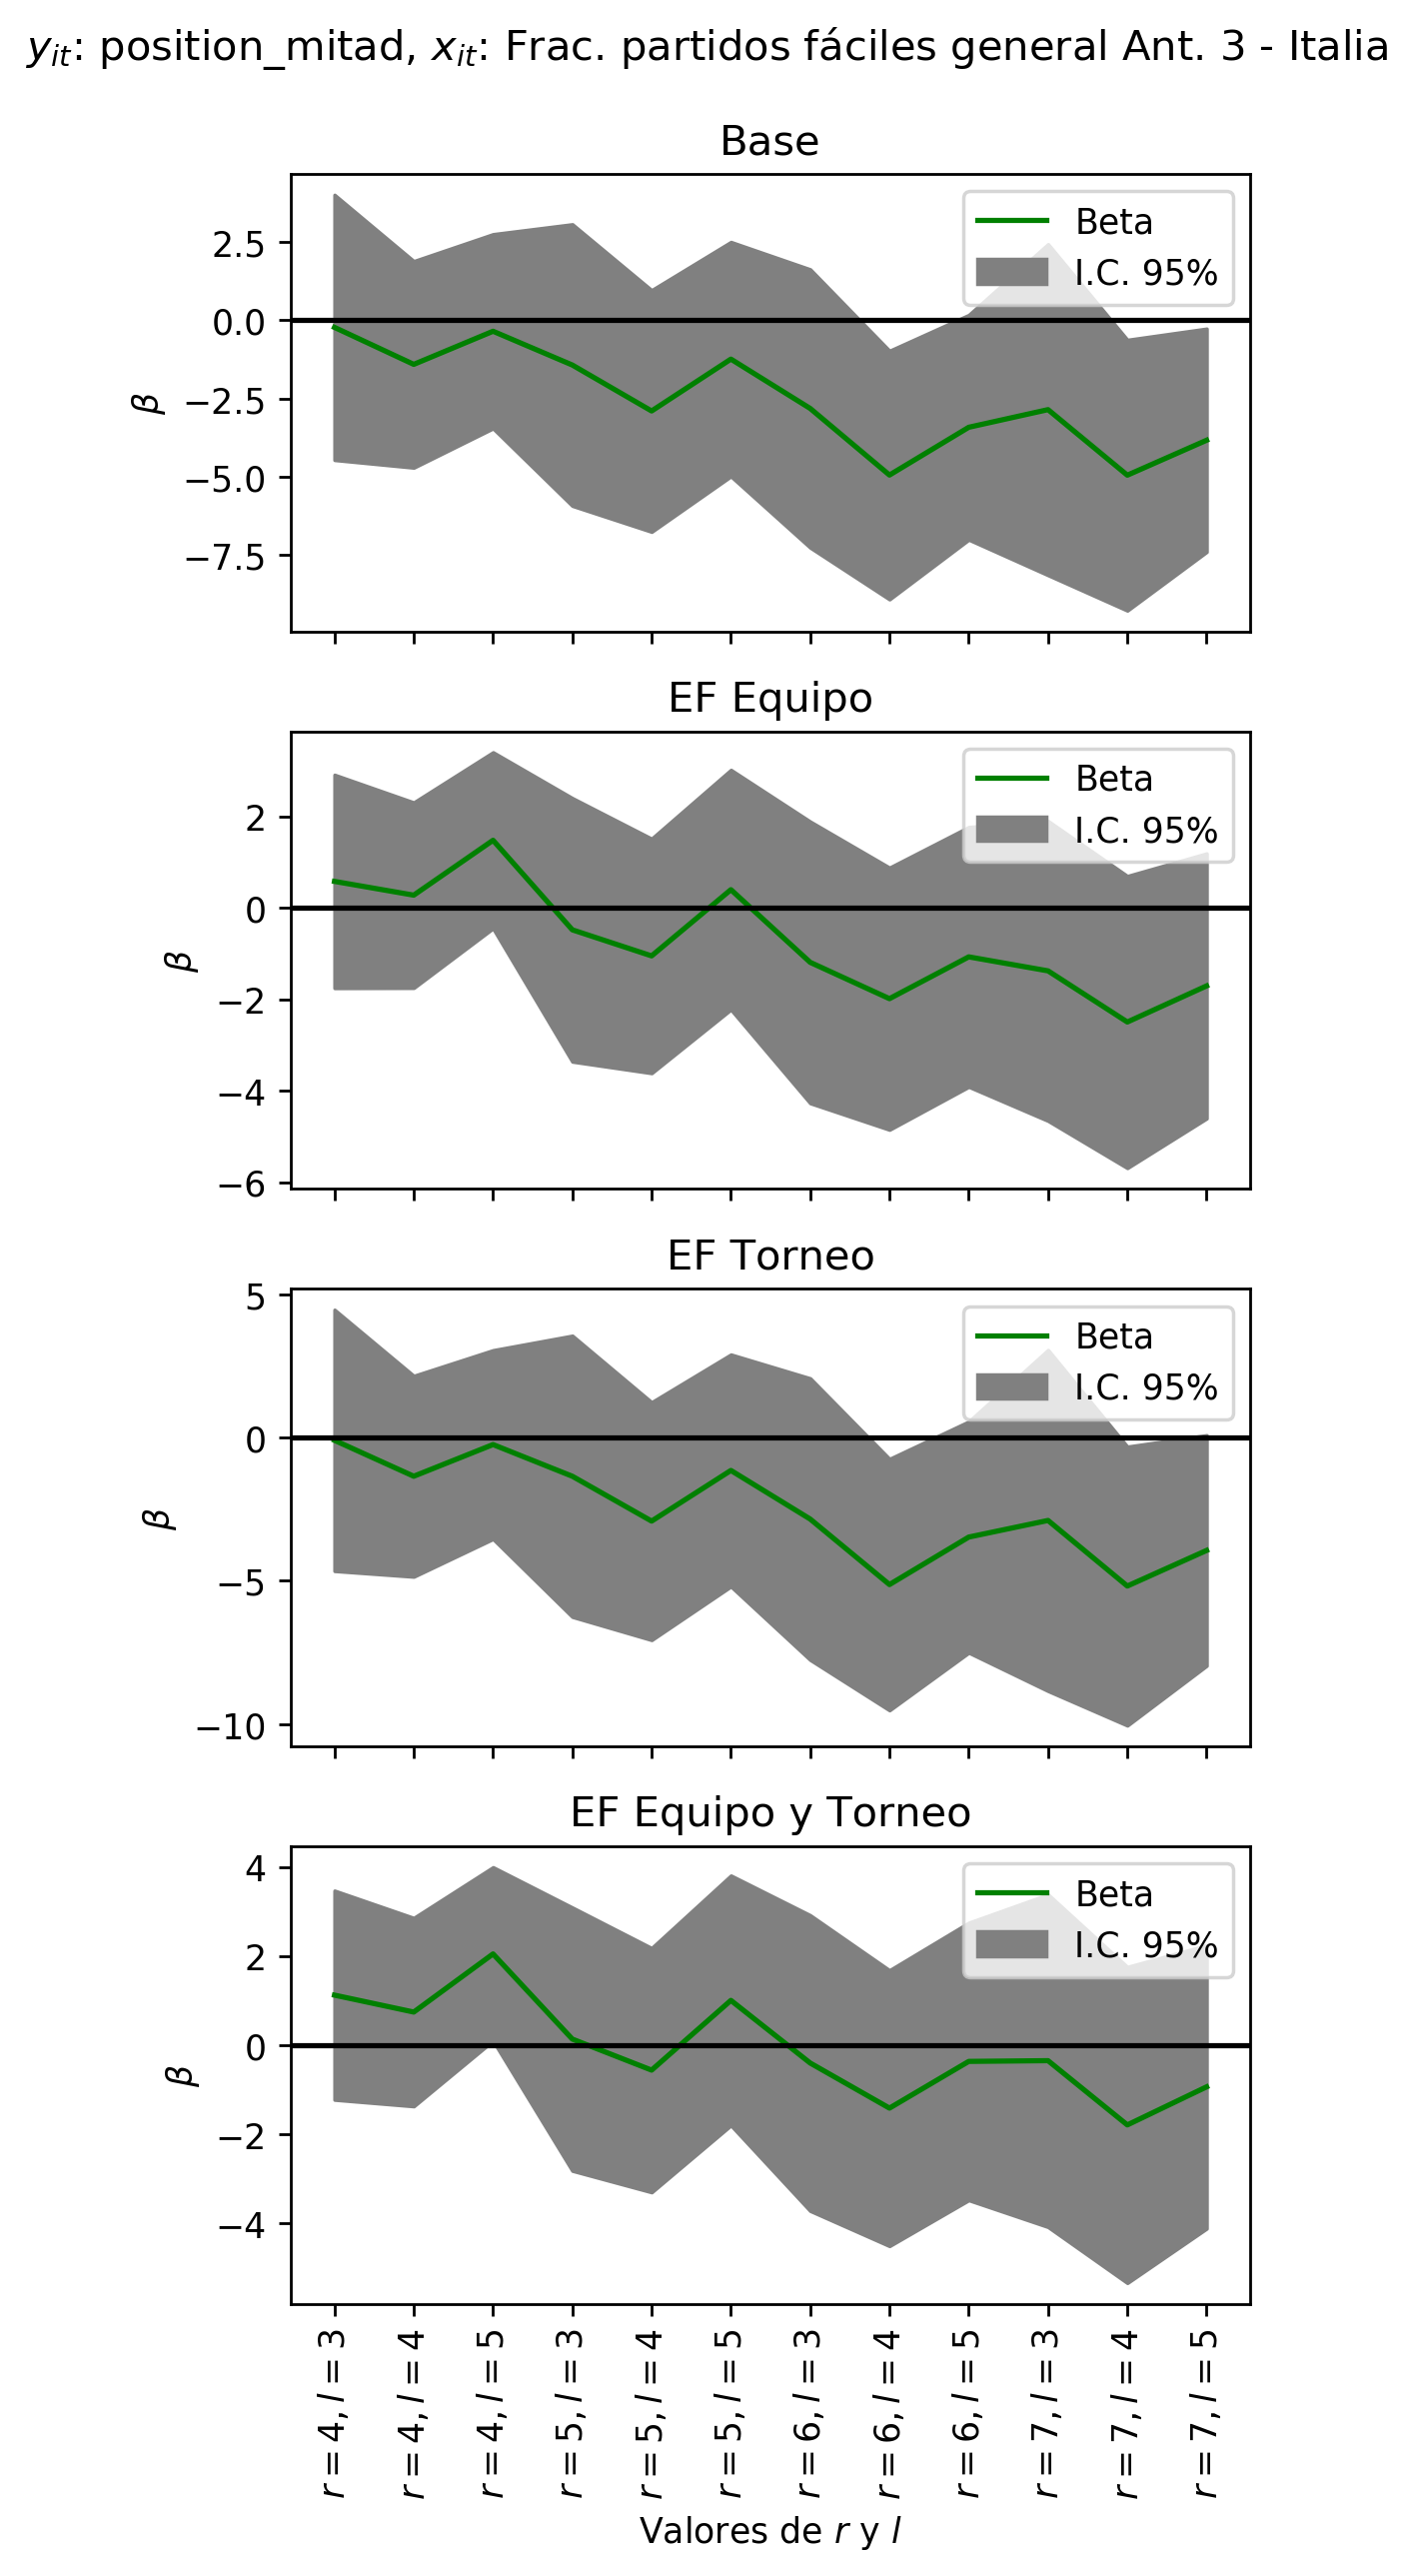 y_it: position_mitad, x_it: Frac. partidos fáciles general Ant. 3 - Italia
Base
Beta
I.C. 95%
2.5
0.0
−2.5
−5.0
−7.5
β
EF Equipo
Beta
I.C. 95%
2
0
−2
−4
−6
β
EF Torneo
Beta
I.C. 95%
5
0
−5
−10
β
EF Equipo y Torneo
Beta
I.C. 95%
4
2
0
−2
−4
β
r = 4, l = 3
r = 4, l = 4
r = 4, l = 5
r = 5, l = 3
r = 5, l = 4
r = 5, l = 5
r = 6, l = 3
r = 6, l = 4
r = 6, l = 5
r = 7, l = 3
r = 7, l = 4
r = 7, l = 5
Valores de r y l